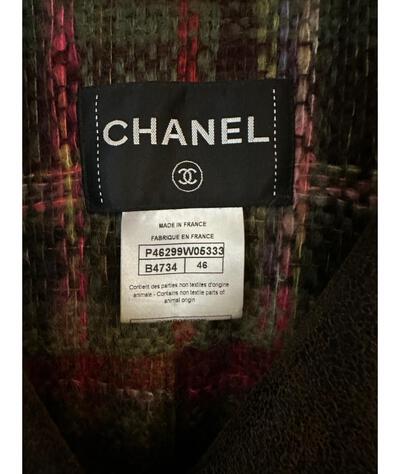 CHANEL
MADE IN FRANCE
FABRIQUE EN FRANCE
P46299W05333
B4734 46
Contient des parties non textiles d'origine
animale - Contains non textile parts of
animal origin